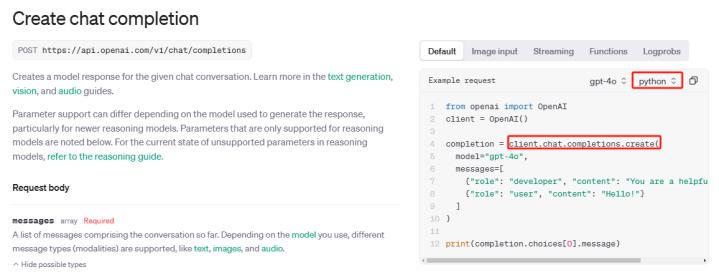 Create chat completion
POST https://api.openai.com/v1/chat/completions
Creates a model response for the given chat conversation. Learn more in the text generation,
vision, and audio guides.
Parameter support can differ depending on the model used to generate the response,
particularly for newer reasoning models. Parameters that are only supported for reasoning
models are noted below. For the current state of unsupported parameters in reasoning
models, refer to the reasoning guide.
Request body
messages array Required
A list of messages comprising the conversation so far. Depending on the model you use, different
message types (modalities) are supported, like text, images, and audio.
Hide possible types
Default Image input Streaming Functions Logprobs
Example request gpt-4o python
1 from openai import OpenAI
2 client = OpenAI()
3
4 completion = client.chat.completions.create(
5 model="gpt-4o",
6 messages=[
7 {"role": "developer", "content": "You are a helpfu
8 {"role": "user", "content": "Hello!"}
9 ]
10 )
11
12 print(completion.choices[0].message)